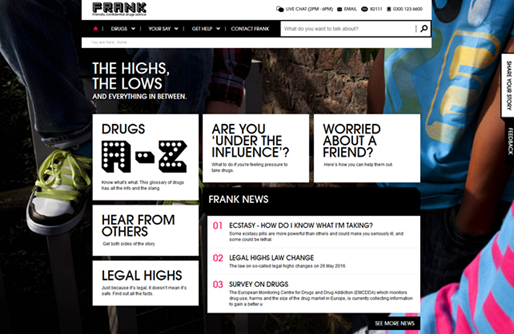 FRANK
Friendly, confidential drugs advice
LIVE CHAT (2PM - 6PM) EMAIL 82111 0300 123 6600
DRUGS YOUR SAY GET HELP CONTACT FRANK What do you want to talk about?
You are here: Home
SHARE YOUR STORY
FEEDBACK
THE HIGHS,
THE LOWS
AND EVERYTHING IN BETWEEN.
DRUGS
A-Z
Know what's what. This glossary of drugs
has all the info and the slang.
ARE YOU
'UNDER THE
INFLUENCE'?
What to do if you're feeling pressure to
take drugs.
WORRIED
ABOUT A
FRIEND?
Here's how you can help them out.
HEAR FROM
OTHERS
Get both sides of the story.
LEGAL HIGHS
Just because it's legal, it doesn't mean it's
safe. Find out all the facts.
FRANK NEWS
01 ECSTASY - HOW DO I KNOW WHAT I'M TAKING?
Some ecstasy pills are more powerful than others and could make you seriously ill, and
some could be lethal.
02 LEGAL HIGHS LAW CHANGE
The law on so-called legal highs changes on 26 May 2016.
03 SURVEY ON DRUGS
The European Monitoring Centre for Drugs and Drug Addiction (EMCDDA) which monitors
drug use, harms and the size of the drug market in Europe, is currently collecting information
to gain a better u
SEE MORE NEWS